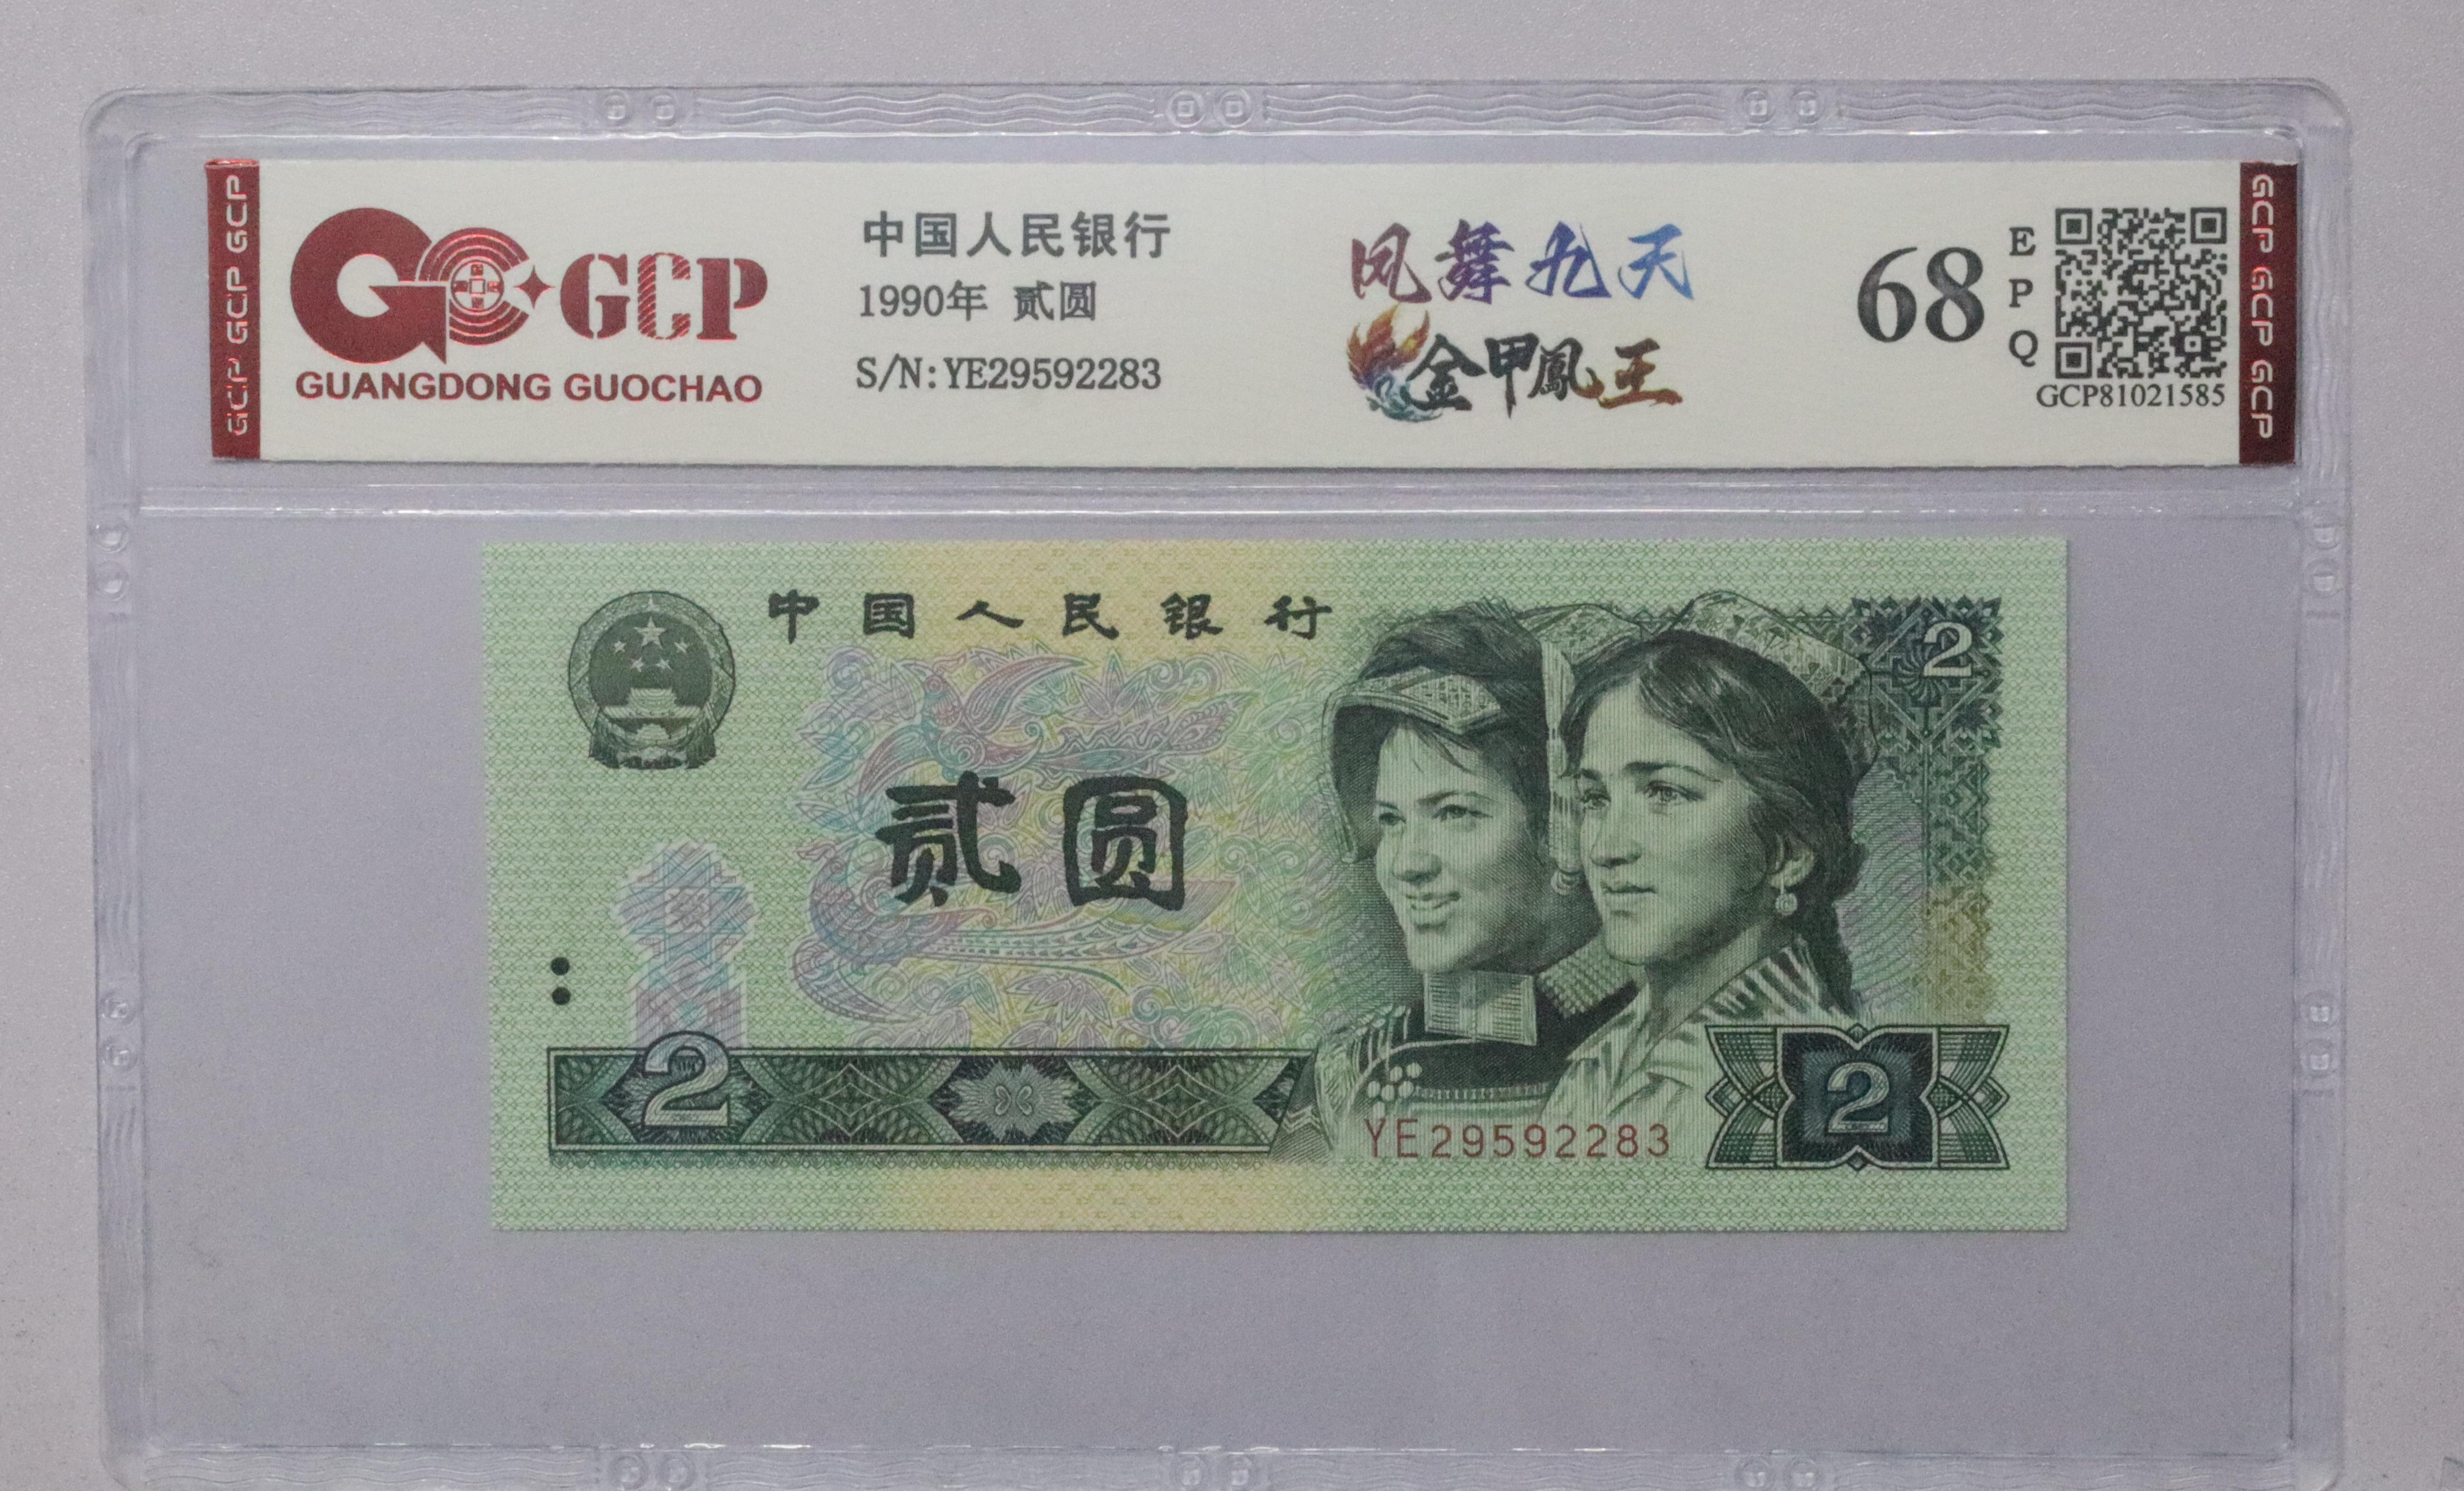 GCP GCP GCP
GCP
GUANGDONG GUOCHAO
中国人民银行
1990年 贰圆
S/N:YE29592283
凤舞九天
金甲鳳王
68
E
P
Q
GCP81021585
GCP GCP GCP
中国人民银行
2
贰圆
2
2
YE29592283